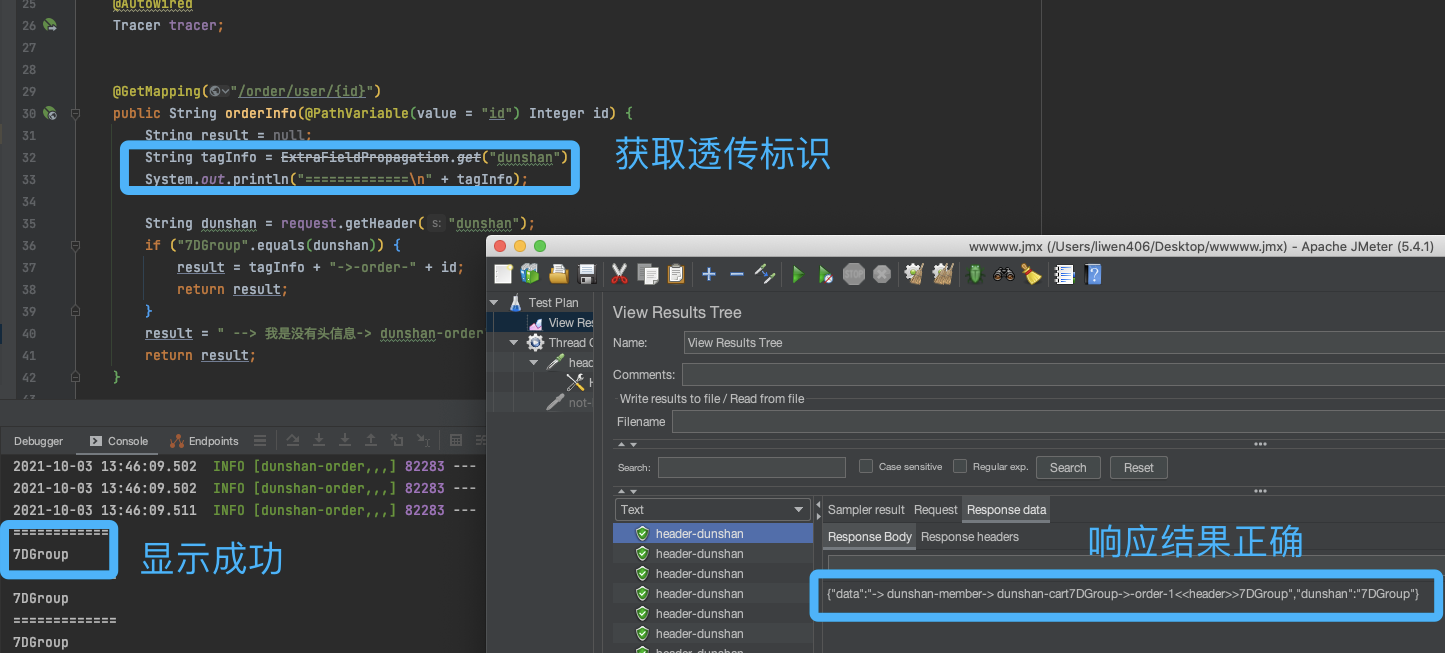 25 @Autowired
26 Tracer tracer;
27
28
29 @GetMapping("/order/user/{id}")
30 public String orderInfo(@PathVariable(value = "id") Integer id) {
31 String result = null;
32 String tagInfo = ExtraFieldPropagation.get("dunshan")
33 System.out.println("=============\n" + tagInfo);
34
35 String dunshan = request.getHeader( s: "dunshan");
36 if ("7DGroup".equals(dunshan)) {
37 result = tagInfo + "->-order-" + id;
38 return result;
39 }
40 result = " --> 我是没有头信息-> dunshan-order
41 return result;
42 }
43
获取透传标识
wwwww.jmx (/Users/liwen406/Desktop/wwwww.jmx) - Apache JMeter (5.4.1)
STOP
Test Plan
View Res
Thread G
head
H
not-
View Results Tree
Name: View Results Tree
Comments:
Write results to file / Read from file
Filename
Search: Case sensitive Regular exp. Search Reset
Text
Sampler result Request Response data
Response Body Response headers
响应结果正确
header-dunshan
header-dunshan
header-dunshan
header-dunshan
header-dunshan
header-dunshan
header-dunshan
{"data":"-> dunshan-member-> dunshan-cart7DGroup->-order-1<<header>>7DGroup","dunshan":"7DGroup"}
Debugger Console Endpoints
2021-10-03 13:46:09.502 INFO [dunshan-order,,,] 82283 ---
2021-10-03 13:46:09.502 INFO [dunshan-order,,,] 82283 ---
2021-10-03 13:46:09.511 INFO [dunshan-order,,,] 82283 ---
=============
7DGroup
显示成功
7DGroup
=============
7DGroup